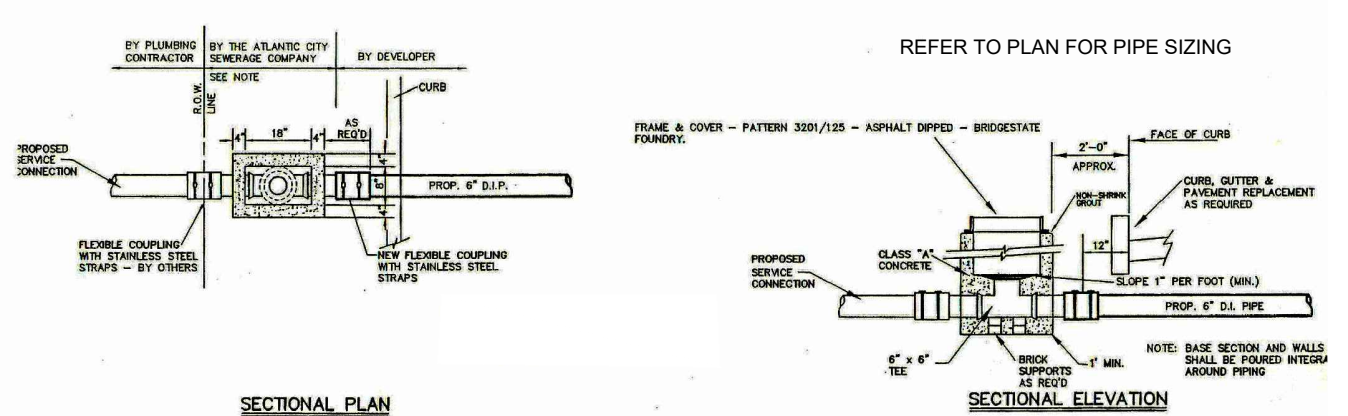 BY PLUMBING
CONTRACTOR
BY THE ATLANTIC CITY
SEWERAGE COMPANY
BY DEVELOPER
SEE NOTE
R.O.W.
LINE
CURB
4"
18"
4"
AS
REQ'D
4"
8"
4"
PROPOSED
SERVICE
CONNECTION
PROP. 6" D.I.P.
FLEXIBLE COUPLING
WITH STAINLESS STEEL
STRAPS - BY OTHERS
NEW FLEXIBLE COUPLING
WITH STAINLESS STEEL
STRAPS
SECTIONAL PLAN
REFER TO PLAN FOR PIPE SIZING
FRAME & COVER - PATTERN 3201/125 - ASPHALT DIPPED - BRIDGESTATE
FOUNDRY.
FACE OF CURB
2'-0"
APPROX.
NON-SHRINK
GROUT
CURB, GUTTER &
PAVEMENT REPLACEMENT
AS REQUIRED
12"
CLASS "A"
CONCRETE
PROPOSED
SERVICE
CONNECTION
SLOPE 1" PER FOOT (MIN.)
PROP. 6" D.I. PIPE
6" x 6"
TEE
BRICK
SUPPORTS
AS REQ'D
1' MIN.
NOTE: BASE SECTION AND WALLS
SHALL BE POURED INTEGRA
AROUND PIPING
SECTIONAL ELEVATION